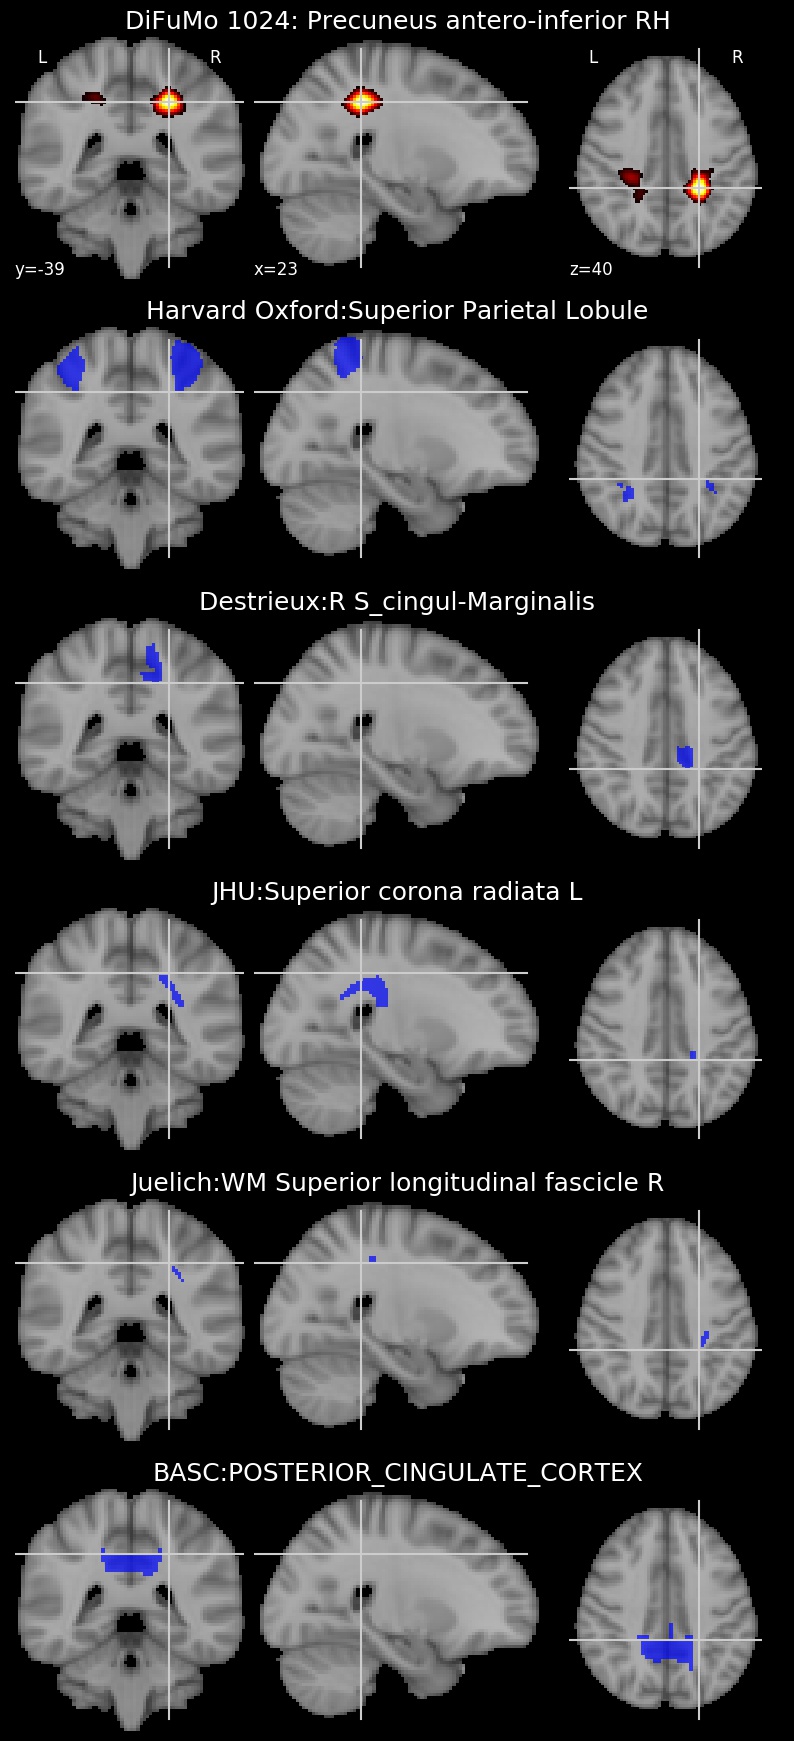 DiFuMo 1024: Precuneus antero-inferior RH
L R L R
y=-39 x=23 z=40
Harvard Oxford:Superior Parietal Lobule
Destrieux:R S_cingul-Marginalis
JHU:Superior corona radiata L
Juelich:WM Superior longitudinal fascicle R
BASC:POSTERIOR_CINGULATE_CORTEX